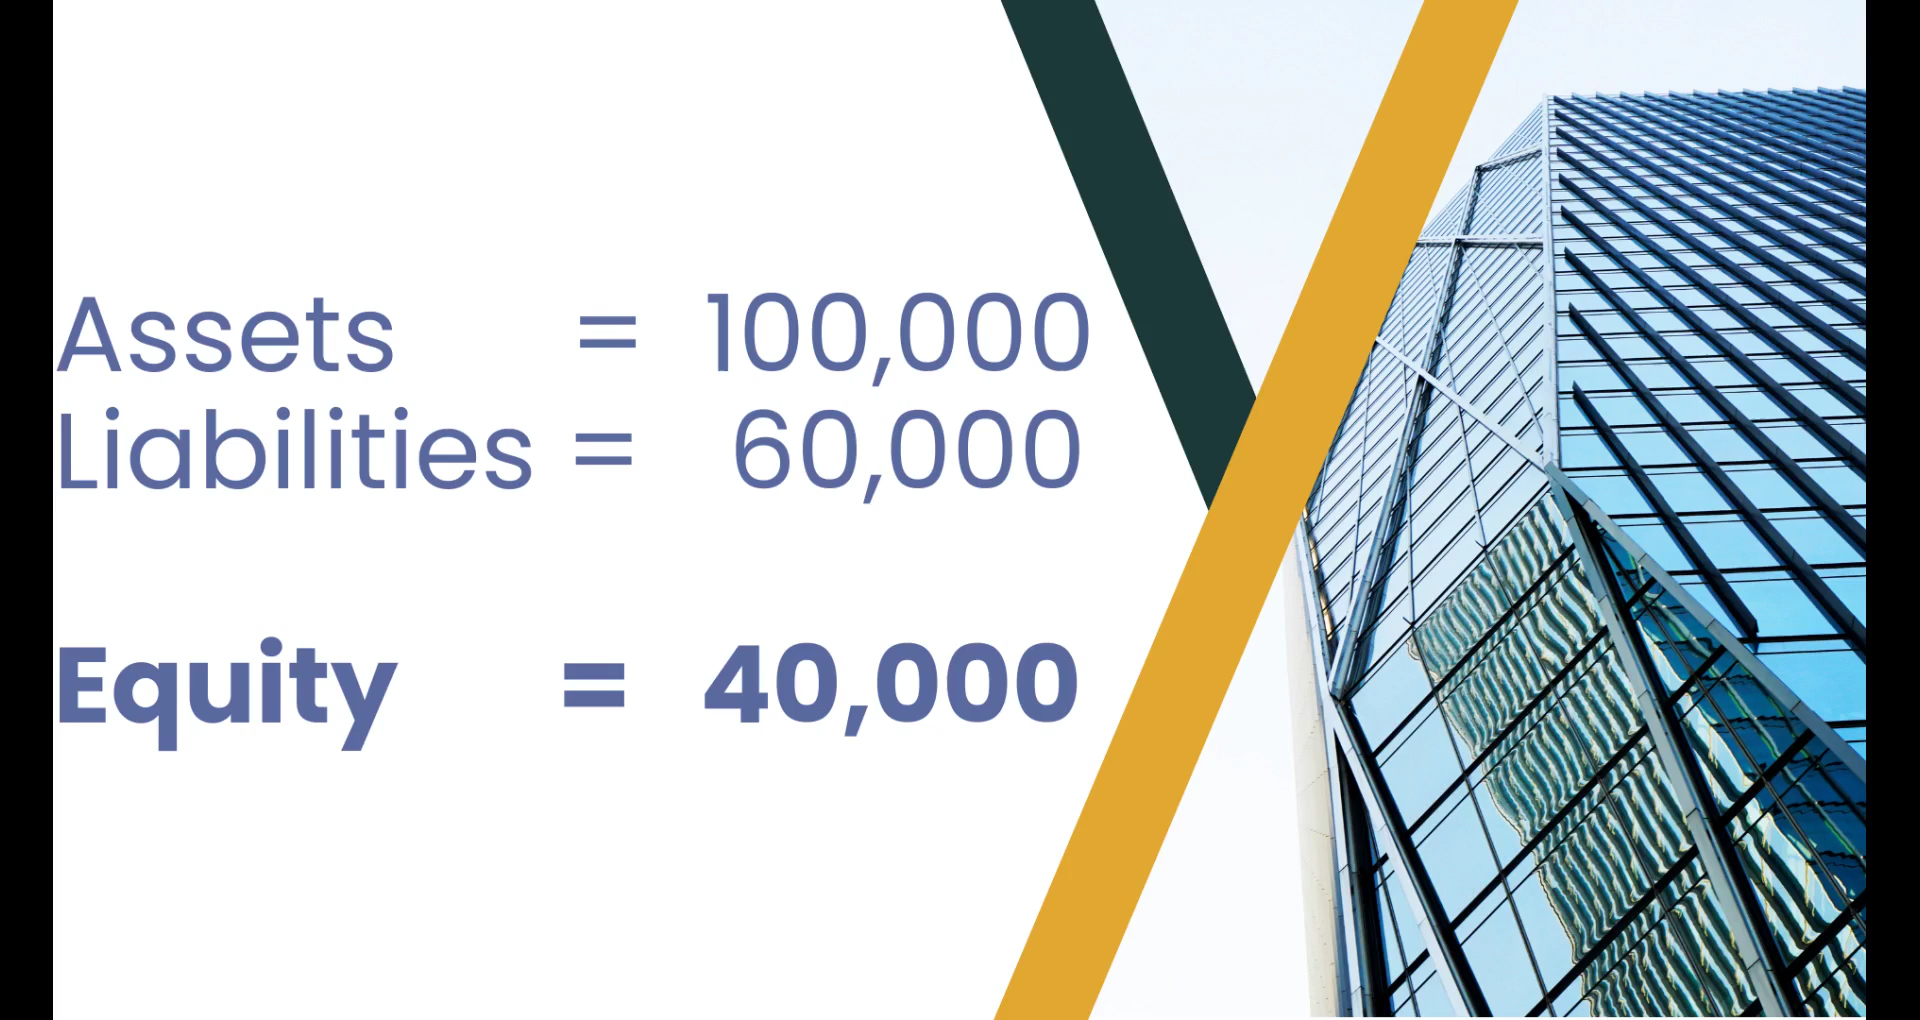 Assets = 100,000
Liabilities = 60,000
Equity = 40,000